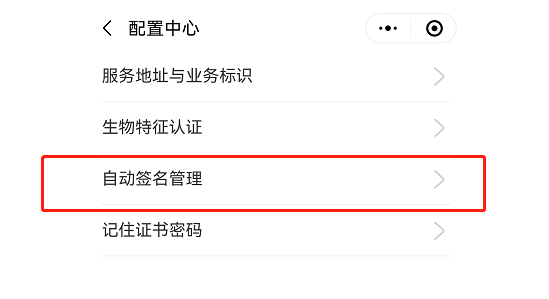 配置中心
服务地址与业务标识
生物特征认证
自动签名管理
记住证书密码